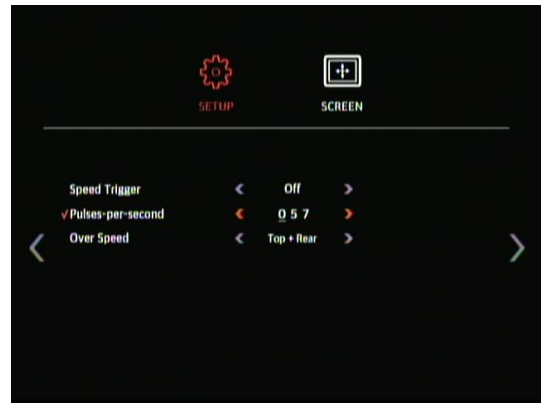 SETUP SCREEN
Speed Trigger < Off >
√Pulses-per-second < 0 5 7 >
Over Speed < Top + Rear >